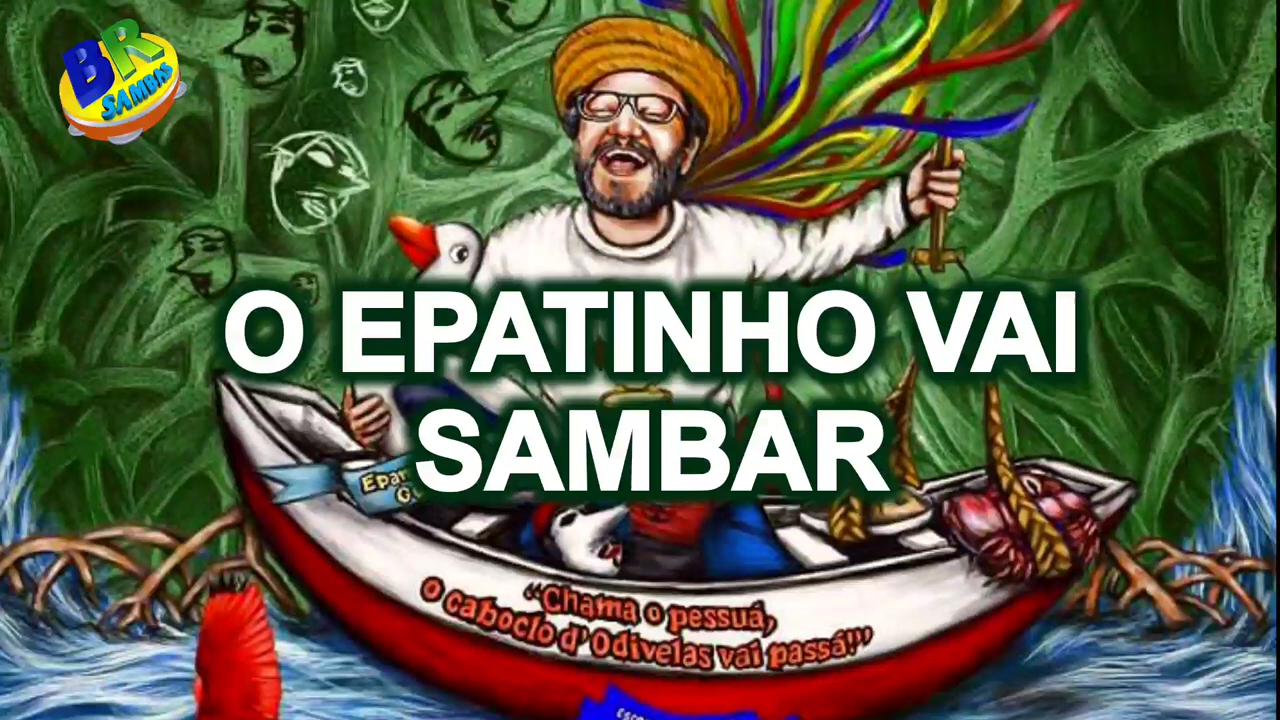 BR
SAMBAS
O EPATINHO VAI
SAMBAR
“Chama o pessuá,
o caboclo d’Odivelas vai passá!”